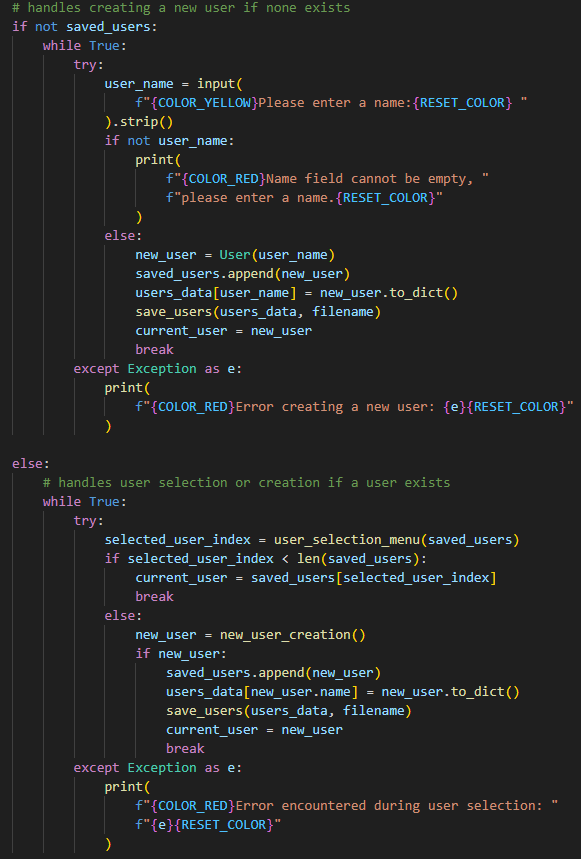 # handles creating a new user if none exists
if not saved_users:
    while True:
        try:
            user_name = input(
                f"{COLOR_YELLOW}Please enter a name:{RESET_COLOR} "
            ).strip()
            if not user_name:
                print(
                    f"{COLOR_RED}Name field cannot be empty, "
                    f"please enter a name.{RESET_COLOR}"
                )
            else:
                new_user = User(user_name)
                saved_users.append(new_user)
                users_data[user_name] = new_user.to_dict()
                save_users(users_data, filename)
                current_user = new_user
                break
        except Exception as e:
            print(
                f"{COLOR_RED}Error creating a new user: {e}{RESET_COLOR}"
            )

else:
    # handles user selection or creation if a user exists
    while True:
        try:
            selected_user_index = user_selection_menu(saved_users)
            if selected_user_index < len(saved_users):
                current_user = saved_users[selected_user_index]
                break
            else:
                new_user = new_user_creation()
                if new_user:
                    saved_users.append(new_user)
                    users_data[new_user.name] = new_user.to_dict()
                    save_users(users_data, filename)
                    current_user = new_user
                    break
        except Exception as e:
            print(
                f"{COLOR_RED}Error encountered during user selection: "
                f"{e}{RESET_COLOR}"
            )